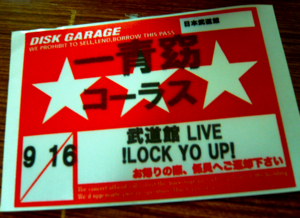 DISK GARAGE
日本武道館
WE PROHIBIT TO SELL,LEND,BORROW THIS PASS
一青窈
コーラス
9/16
武道館 LIVE
!LOCK YO UP!
お帰りの際、係員へご返却下さい